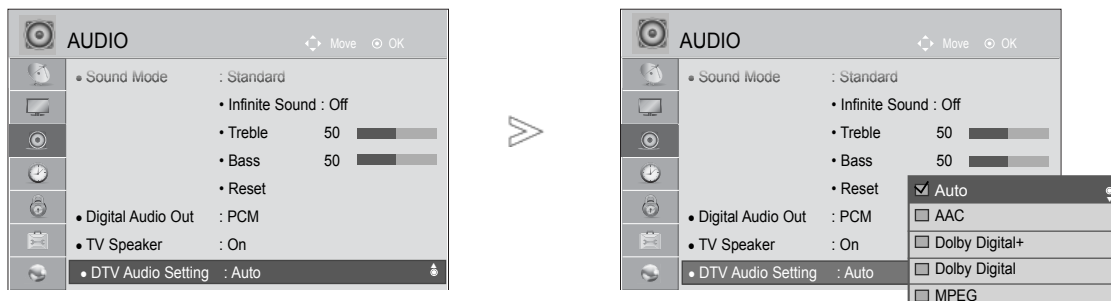 AUDIO
Move OK
• Sound Mode : Standard
• Infinite Sound : Off
• Treble 50
• Bass 50
• Reset
• Digital Audio Out : PCM
• TV Speaker : On
• DTV Audio Setting : Auto
AUDIO
Move OK
• Sound Mode : Standard
• Infinite Sound : Off
• Treble 50
• Bass 50
• Reset
• Digital Audio Out : PCM
• TV Speaker : On
• DTV Audio Setting : Auto
Auto
AAC
Dolby Digital+
Dolby Digital
MPEG